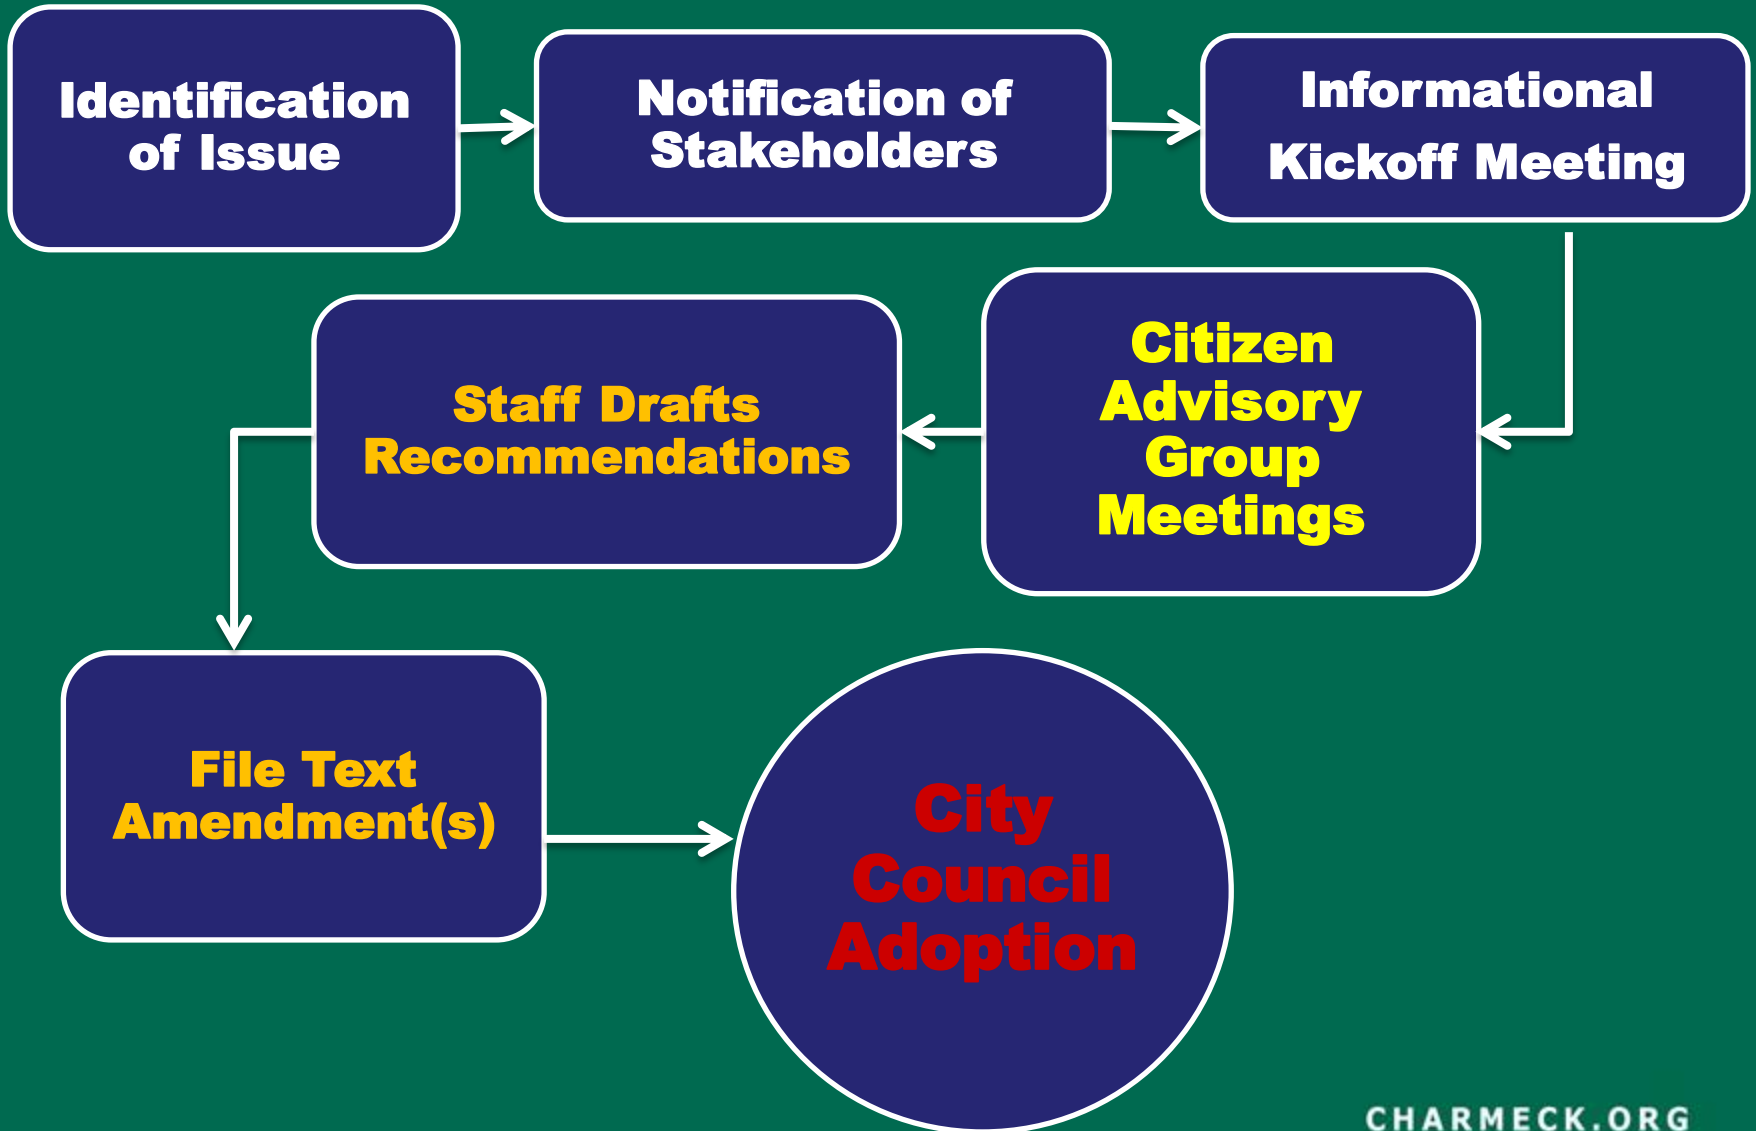 Identification
of Issue
Notification of
Stakeholders
Informational
Kickoff Meeting
Citizen
Advisory
Group
Meetings
Staff Drafts
Recommendations
File Text
Amendment(s)
City
Council
Adoption
CHARMECK.ORG